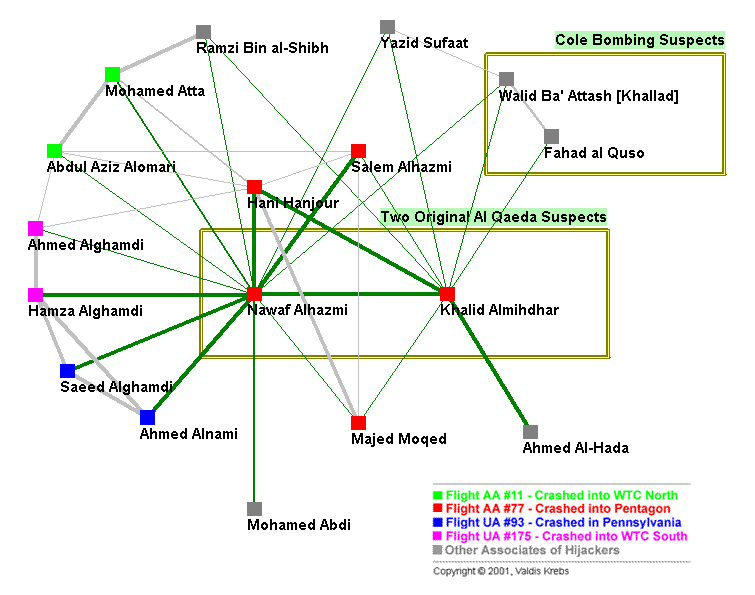 Ramzi Bin al-Shibh
Yazid Sufaat
Cole Bombing Suspects
Mohamed Atta
Walid Ba' Attash [Khallad]
Fahad al Quso
Abdul Aziz Alomari
Salem Alhazmi
Hani Hanjour
Two Original Al Qaeda Suspects
Ahmed Alghamdi
Hamza Alghamdi
Nawaf Alhazmi
Khalid Almihdhar
Saeed Alghamdi
Ahmed Alnami
Majed Moqed
Ahmed Al-Hada
Mohamed Abdi
Flight AA #11 - Crashed into WTC North
Flight AA #77 - Crashed into Pentagon
Flight UA #93 - Crashed in Pennsylvania
Flight UA #175 - Crashed into WTC South
Other Associates of Hijackers
Copyright © 2001, Valdis Krebs